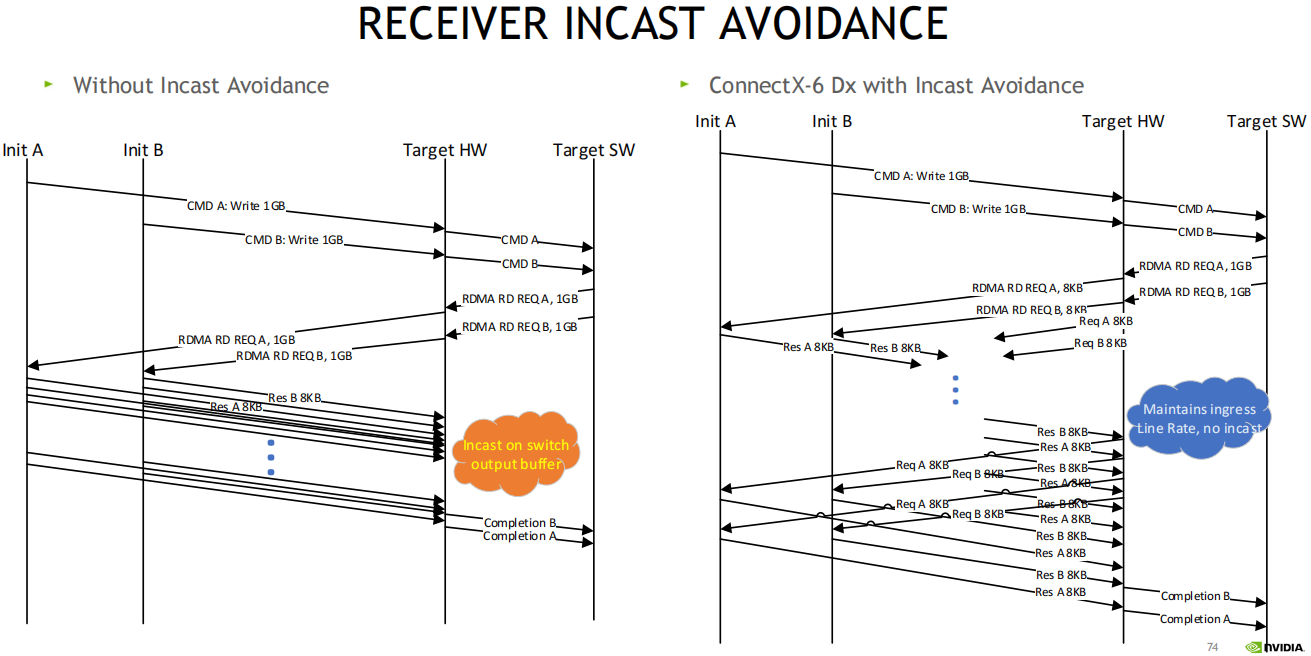 RECEIVER INCAST AVOIDANCE
Without Incast Avoidance
Init A
Init B
Target HW
Target SW
CMD A: Write 1GB
CMD A
CMD B: Write 1GB
CMD B
RDMA RD REQ A, 1GB
RDMA RD REQ B, 1GB
RDMA RD REQ A, 1GB
RDMA RD REQ B, 1GB
Res B 8KB
Res A 8KB
Incast on switch
output buffer
Completion B
Completion A
ConnectX-6 Dx with Incast Avoidance
Init A
Init B
Target HW
Target SW
CMD A: Write 1GB
CMD A
CMD B: Write 1GB
CMD B
RDMA RD REQ A, 1GB
RDMA RD REQ A, 8KB
RDMA RD REQ B, 1GB
RDMA RD REQ B, 8KB
Req A 8KB
Req B 8KB
Res A 8KB
Res B 8KB
Maintains ingress
Line Rate, no incast
Res B 8KB
Res A 8KB
Req A 8KB
Res B 8KB
Req B 8KB
Res A 8KB
Req A 8KB
Res B 8KB
Req B 8KB
Res A 8KB
Res B 8KB
Res A 8KB
Res B 8KB
Res A 8KB
Completion B
Completion A
74
NVIDIA.